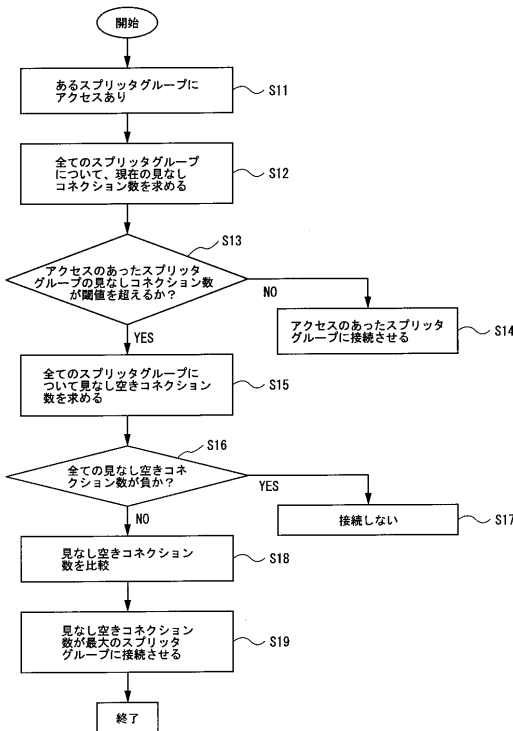 開始
あるスプリッタグループに
アクセスあり
S11
全てのスプリッタグループ
について、現在の見なし
コネクション数を求める
S12
S13
アクセスのあったスプリッタ
グループの見なしコネクション数
が閾値を超えるか?
NO
YES
アクセスのあったスプリッタ
グループに接続させる
S14
全てのスプリッタグループに
ついて見なし空きコネクション
数を求める
S15
S16
全ての見なし空きコネ
クション数が負か?
YES
NO
接続しない
S17
見なし空きコネクション
数を比較
S18
見なし空きコネクション
数が最大のスプリッタ
グループに接続させる
S19
終了